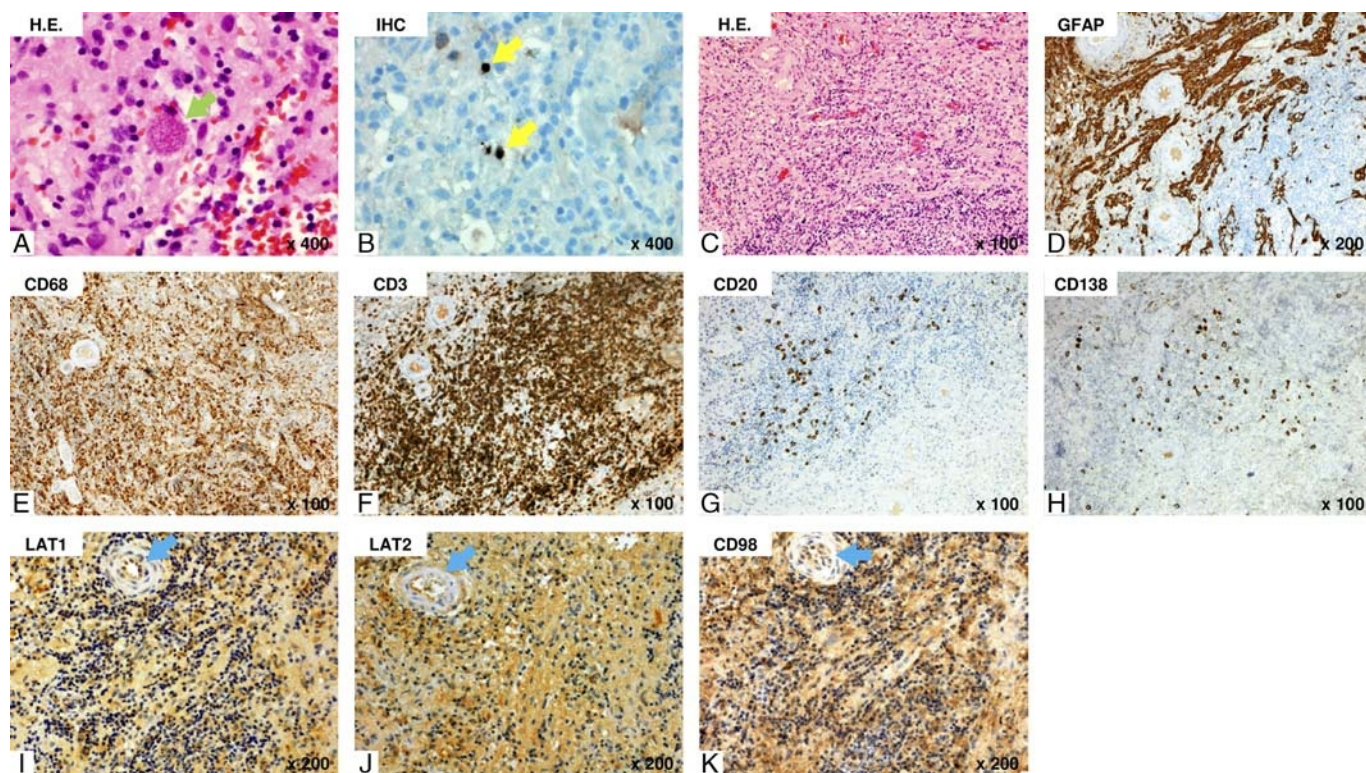 H.E.
A
x 400
IHC
B
x 400
H.E.
C
x 100
GFAP
D
x 200
CD68
E
x 100
CD3
F
x 100
CD20
G
x 100
CD138
H
x 100
LAT1
I
x 200
LAT2
J
x 200
CD98
K
x 200